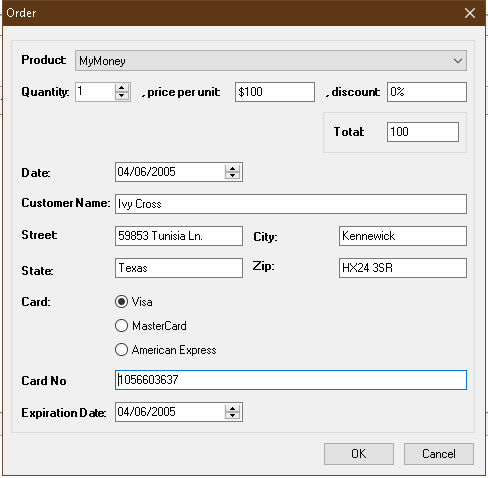 Order
Product: MyMoney
Quantity: 1 , price per unit: $100 , discount: 0%
Total: 100
Date: 04/06/2005
Customer Name: Ivy Cross
Street: 59853 Tunisia Ln. City: Kennewick
State: Texas Zip: HX24 3SR
Card: Visa
MasterCard
American Express
Card No 1056603637
Expiration Date: 04/06/2005
OK Cancel